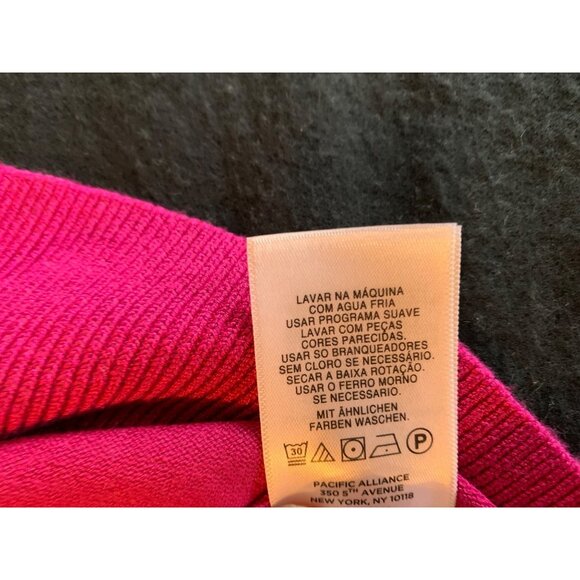 LAVAR NA MÁQUINA
COM AGUA FRIA
USAR PROGRAMA SUAVE
LAVAR COM PEÇAS
CORES PARECIDAS.
USAR SO BRANQUEADORES
SEM CLORO SE NECESSÁRIO.
SECAR A BAIXA ROTAÇÃO.
USAR O FERRO MORNO
SE NECESSARIO.
MIT ÄHNLICHEN
FARBEN WASCHEN.
30 P
PACIFIC ALLIANCE
350 5TH AVENUE
NEW YORK, NY 10118